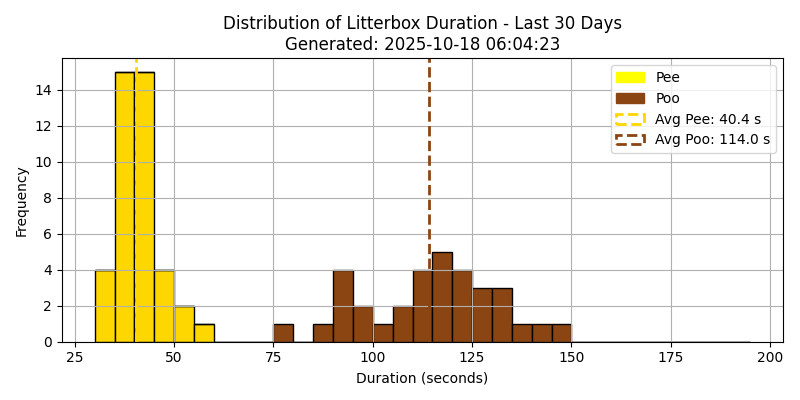 Distribution of Litterbox Duration - Last 30 Days
Generated: 2025-10-18 06:04:23
Pee
Poo
Avg Pee: 40.4 s
Avg Poo: 114.0 s
Frequency
14
12
10
8
6
4
2
0
25 50 75 100 125 150 175 200
Duration (seconds)